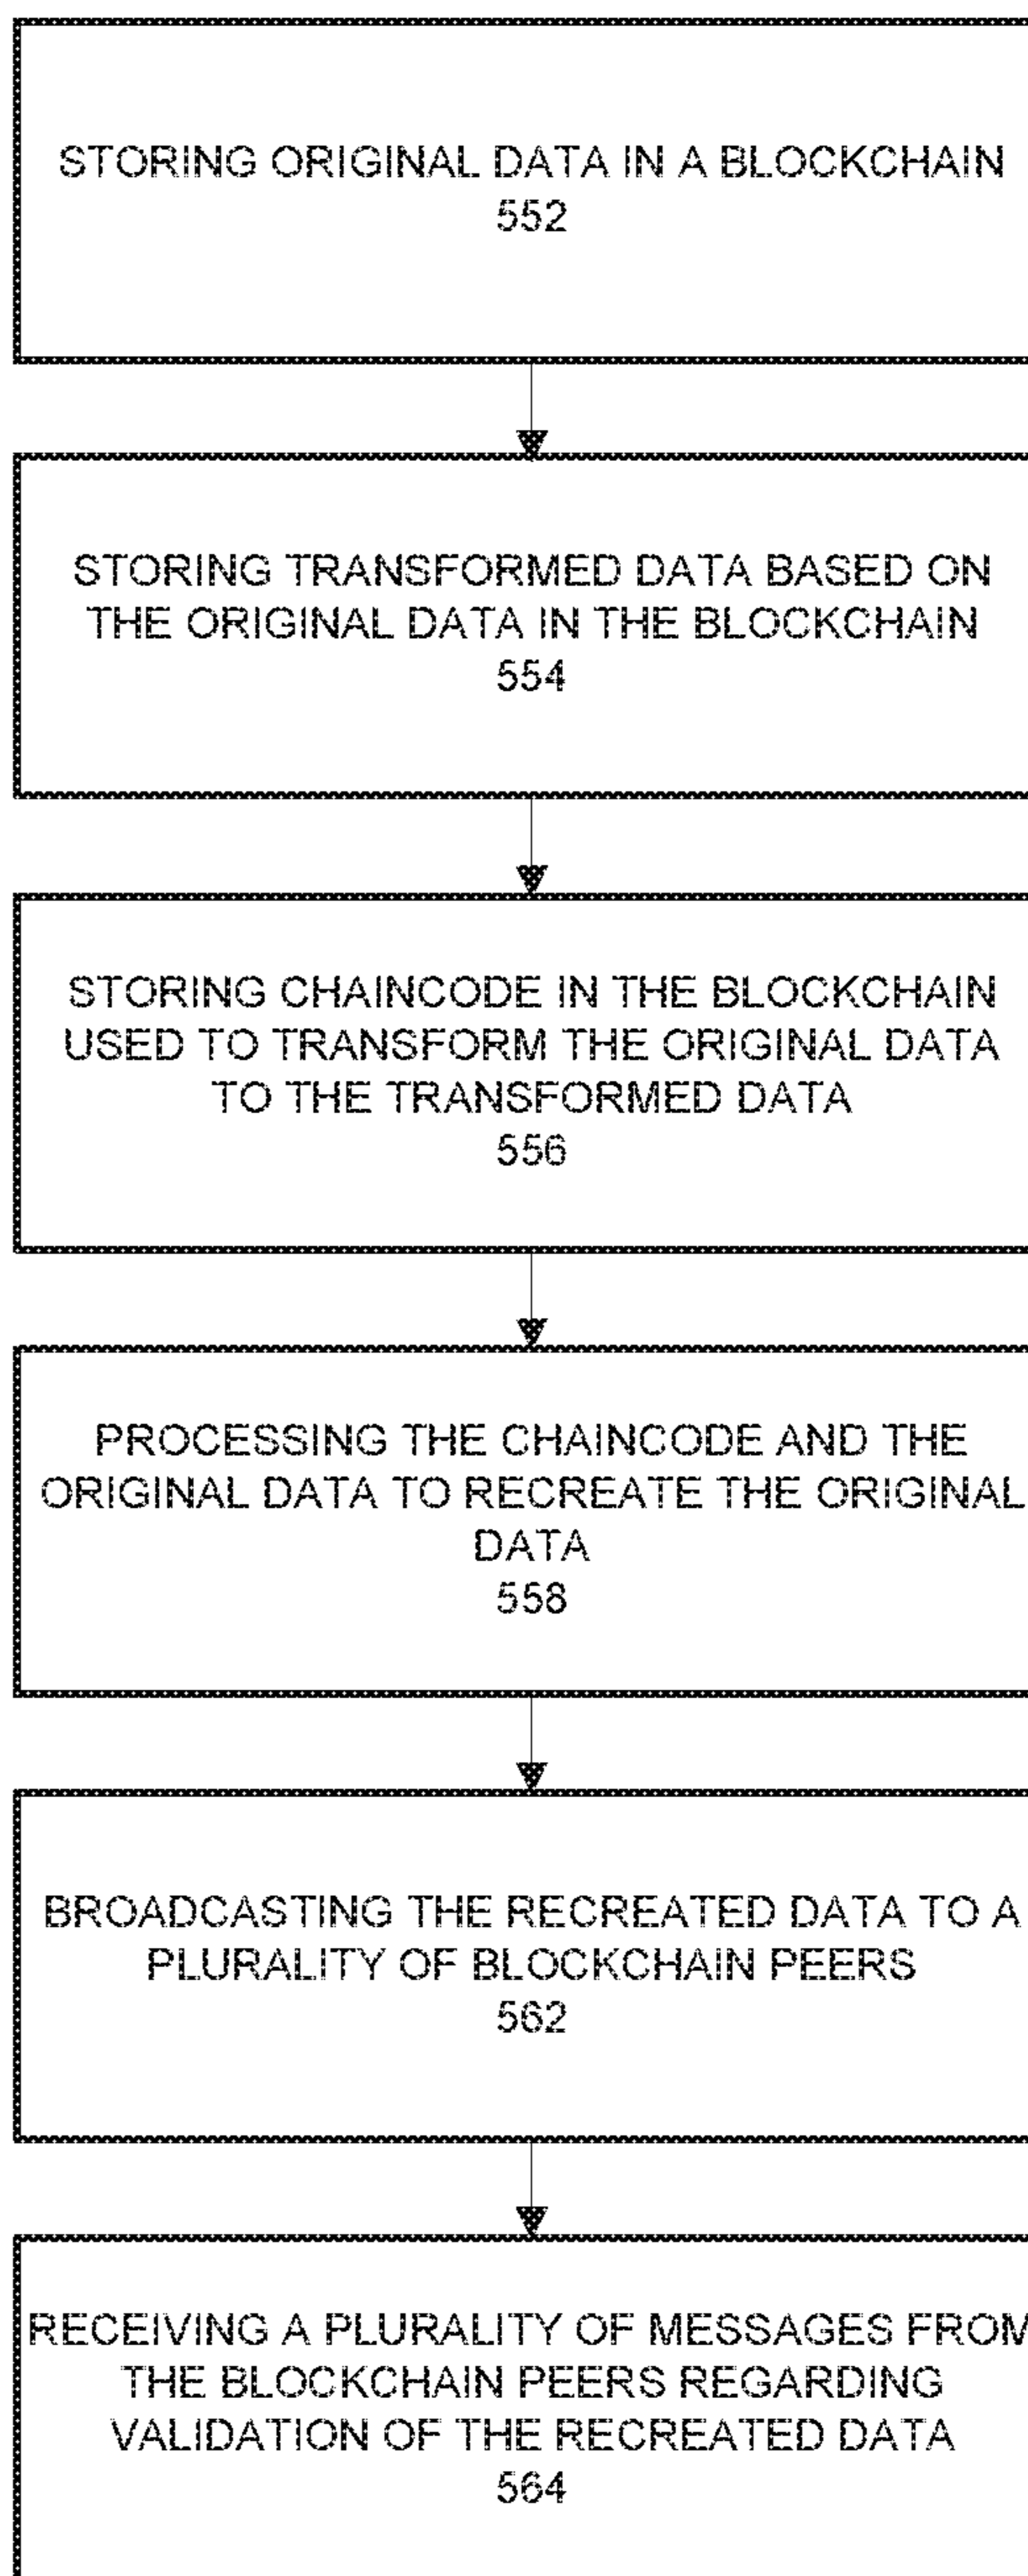 STORING ORIGINAL DATA IN A BLOCKCHAIN
552
STORING TRANSFORMED DATA BASED ON
THE ORIGINAL DATA IN THE BLOCKCHAIN
554
STORING CHAINCODE IN THE BLOCKCHAIN
USED TO TRANSFORM THE ORIGINAL DATA
TO THE TRANSFORMED DATA
556
PROCESSING THE CHAINCODE AND THE
ORIGINAL DATA TO RECREATE THE ORIGINAL
DATA
558
BROADCASTING THE RECREATED DATA TO A
PLURALITY OF BLOCKCHAIN PEERS
562
RECEIVING A PLURALITY OF MESSAGES FROM
THE BLOCKCHAIN PEERS REGARDING
VALIDATION OF THE RECREATED DATA
564